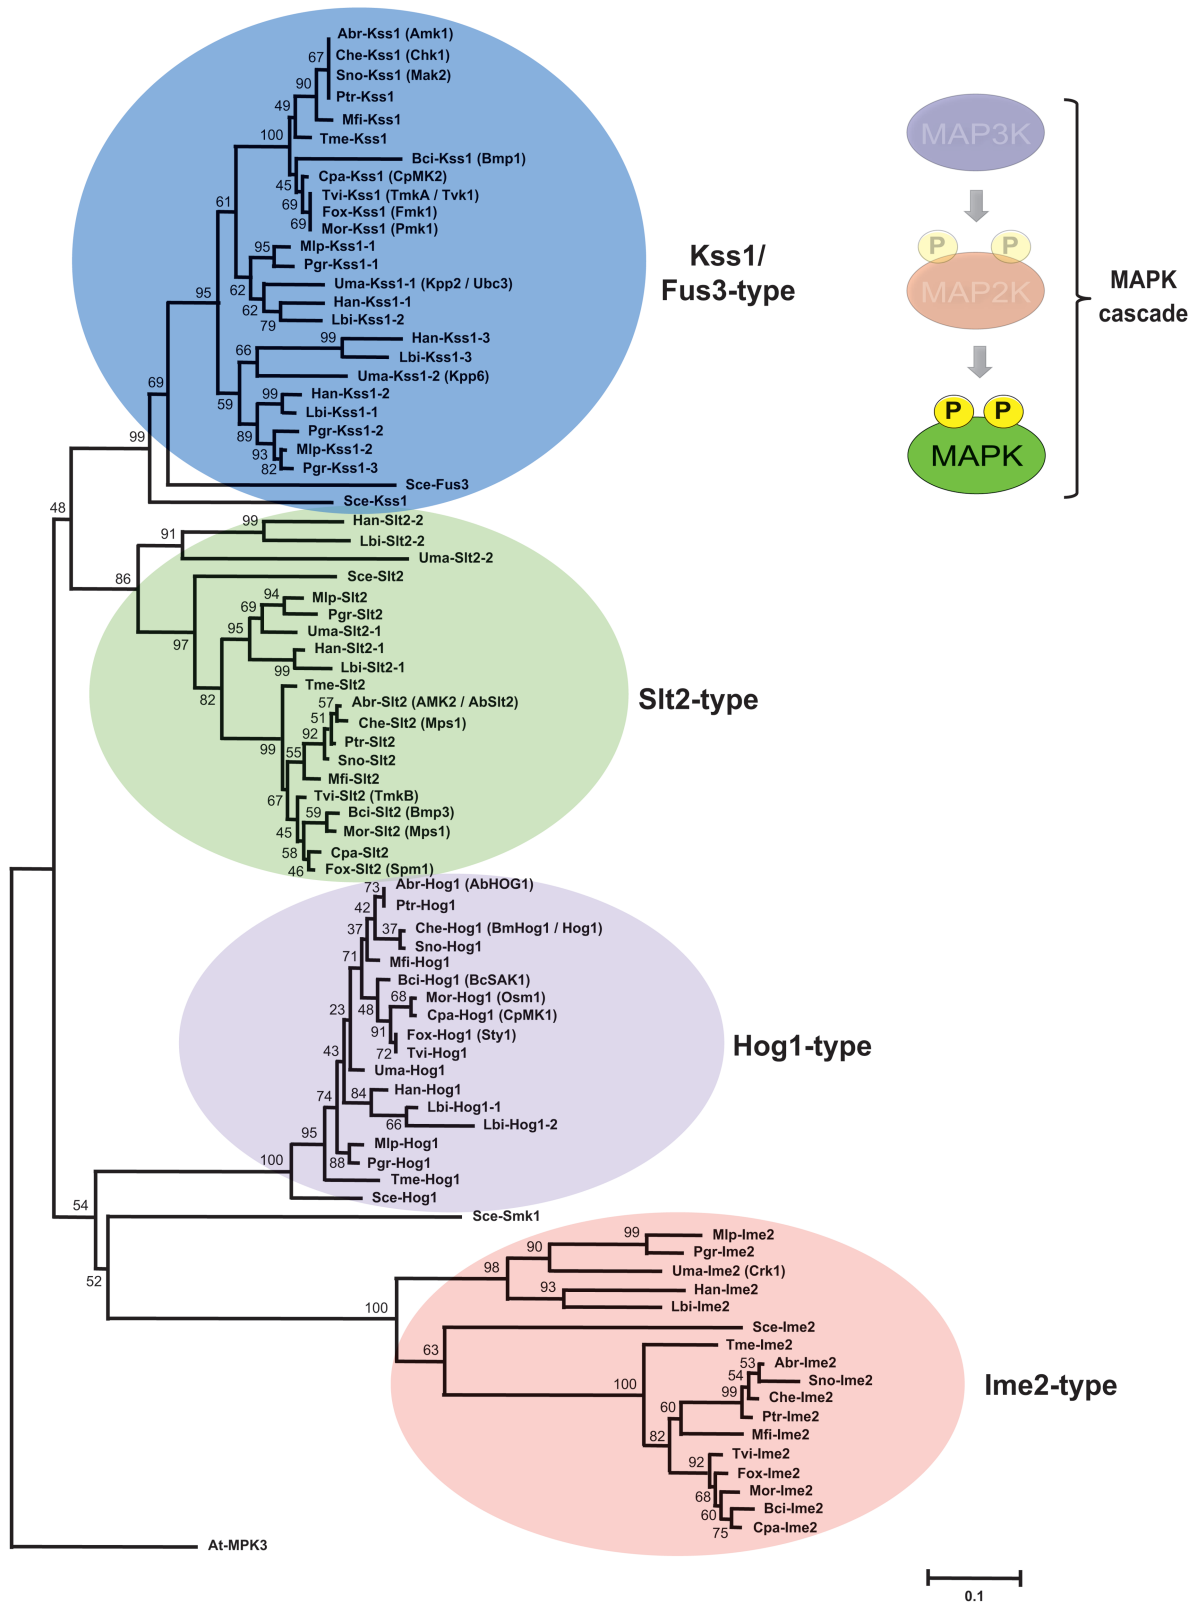 Abr-Kss1 (Amk1)
67
Che-Kss1 (Chk1)
Sno-Kss1 (Mak2)
90
Ptr-Kss1
49
Mfi-Kss1
100
Tme-Kss1
Bci-Kss1 (Bmp1)
45
Cpa-Kss1 (CpMK2)
Tvi-Kss1 (TmkA / Tvk1)
69
Fox-Kss1 (Fmk1)
69
Mor-Kss1 (Pmk1)
61
95
Mlp-Kss1-1
Pgr-Kss1-1
62
Uma-Kss1-1 (Kpp2 / Ubc3)
95
62
Han-Kss1-1
79
Lbi-Kss1-2
99
Han-Kss1-3
66
Lbi-Kss1-3
Uma-Kss1-2 (Kpp6)
69
59
99
Han-Kss1-2
Lbi-Kss1-1
89
Pgr-Kss1-2
93
Mlp-Kss1-2
82
Pgr-Kss1-3
99
Sce-Fus3
Sce-Kss1
Kss1/
Fus3-type
MAP3K
P P
MAP2K
P P
MAPK
MAPK
cascade
48
99
Han-Slt2-2
91
Lbi-Slt2-2
Uma-Slt2-2
86
Sce-Slt2
94
Mlp-Slt2
69
Pgr-Slt2
95
Uma-Slt2-1
97
Han-Slt2-1
99
Lbi-Slt2-1
82
Tme-Slt2
57
Abr-Slt2 (AMK2 / AbSlt2)
51
Che-Slt2 (Mps1)
92
Ptr-Slt2
99
55
Sno-Slt2
Mfi-Slt2
67
Tvi-Slt2 (TmkB)
59
Bci-Slt2 (Bmp3)
45
Mor-Slt2 (Mps1)
58
Cpa-Slt2
46
Fox-Slt2 (Spm1)
Slt2-type
73
Abr-Hog1 (AbHOG1)
42
Ptr-Hog1
37
37
Che-Hog1 (BmHog1 / Hog1)
Sno-Hog1
71
Mfi-Hog1
Bci-Hog1 (BcSAK1)
48
68
Mor-Hog1 (Osm1)
23
Cpa-Hog1 (CpMK1)
91
Fox-Hog1 (Sty1)
72
Tvi-Hog1
43
Uma-Hog1
84
Han-Hog1
74
Lbi-Hog1-1
66
Lbi-Hog1-2
95
Mlp-Hog1
88
Pgr-Hog1
100
Tme-Hog1
Sce-Hog1
Hog1-type
54
Sce-Smk1
52
99
Mlp-Ime2
90
Pgr-Ime2
98
Uma-Ime2 (Crk1)
93
Han-Ime2
100
Lbi-Ime2
Sce-Ime2
63
Tme-Ime2
53
Abr-Ime2
54
Sno-Ime2
100
99
Che-Ime2
60
Ptr-Ime2
82
Mfi-Ime2
92
Tvi-Ime2
Fox-Ime2
68
Mor-Ime2
60
Bci-Ime2
75
Cpa-Ime2
Ime2-type
At-MPK3
0.1